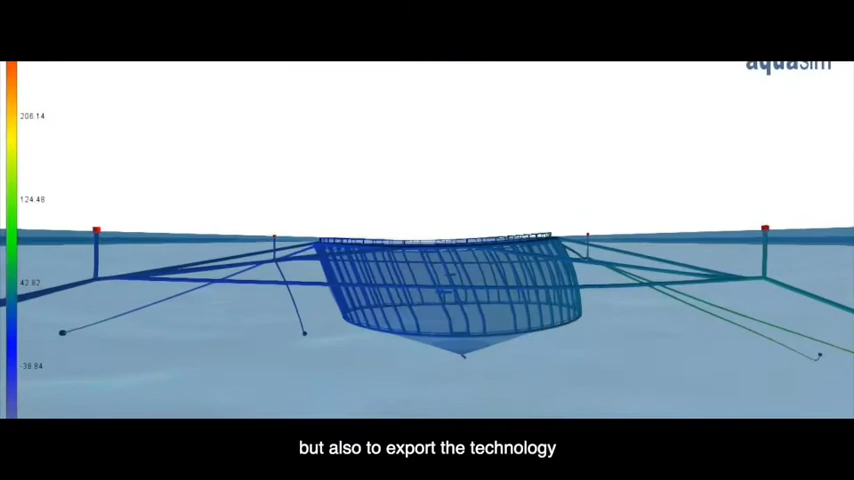 aquasim
206.14
124.48
42.82
-38.84
but also to export the technology